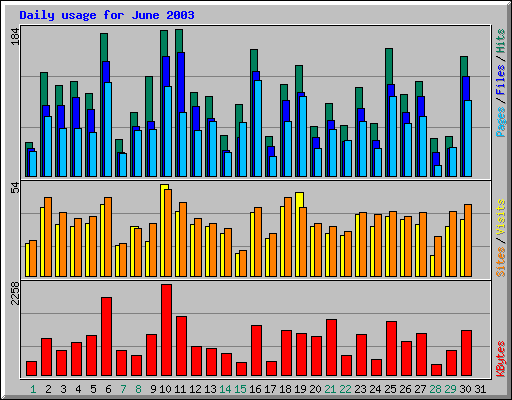 Daily usage for June 2003
184
Pages / Files / Hits
54
Sites / Visits
2258
KBytes
1 2 3 4 5 6 7 8 9 10 11 12 13 14 15 16 17 18 19 20 21 22 23 24 25 26 27 28 29 30 31